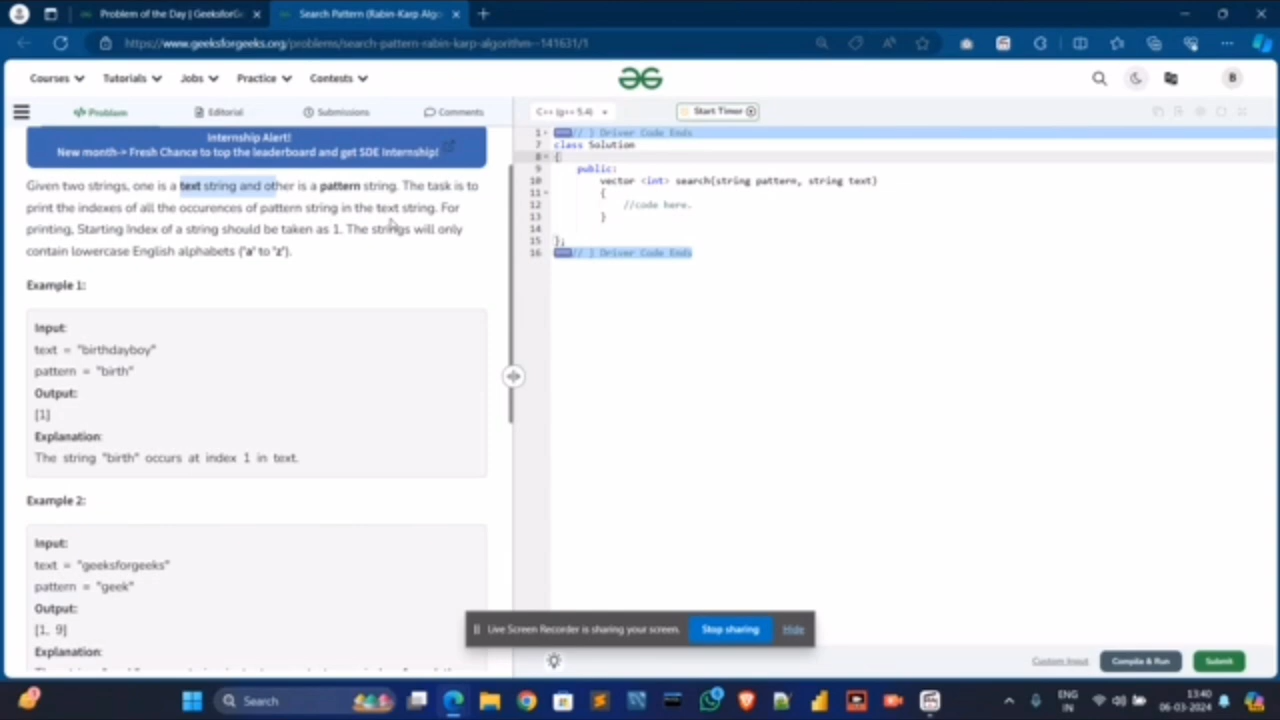 Problem of the Day | GeeksforGe
Search Pattern (Rabin-Karp Algo
https://www.geeksforgeeks.org/problems/search-pattern-rabin-karp-algorithm--141631/1
Courses
Tutorials
Jobs
Practice
Contests
B
Problem
Editorial
Submissions
Comments
C++ (g++ 5.4)
Start Timer
Internship Alert!
New month-> Fresh Chance to top the leaderboard and get SDE Internship!
Given two strings, one is a text string and other is a pattern string. The task is to
print the indexes of all the occurences of pattern string in the text string. For
printing, Starting Index of a string should be taken as 1. The strings will only
contain lowercase English alphabets ('a' to 'z').
Example 1:
Input:
text = "birthdayboy"
pattern = "birth"
Output:
[1]
Explanation:
The string "birth" occurs at index 1 in text.
Example 2:
Input:
text = "geeksforgeeks"
pattern = "geek"
Output:
[1, 9]
Explanation:
1 // } Driver Code Ends
7 class Solution
8 {
9 public:
10 vector <int> search(string pattern, string text)
11 {
12 //code here.
13 }
14
15 };
16 // } Driver Code Ends
Live Screen Recorder is sharing your screen.
Stop sharing
Hide
Custom Input
Compile & Run
Submit
Search
ENG
IN
13:40
06-03-2024